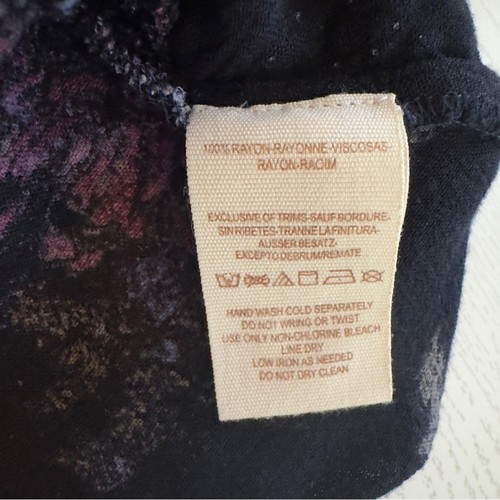 100% RAYON-RAYONNE-VISCOSAS-
RAYON-RAOIM
EXCLUSIVE OF TRIMS-SAUF BORDURE-
SIN RIBETES-TRANNE LA FINITURA-
AUSSER BESATZ-
EXCEPTO DEBRUM/REMATE
HAND WASH COLD SEPARATELY
DO NOT WRING OR TWIST
USE ONLY NON-CHLORINE BLEACH
LINE DRY
LOW IRON AS NEEDED
DO NOT DRY CLEAN